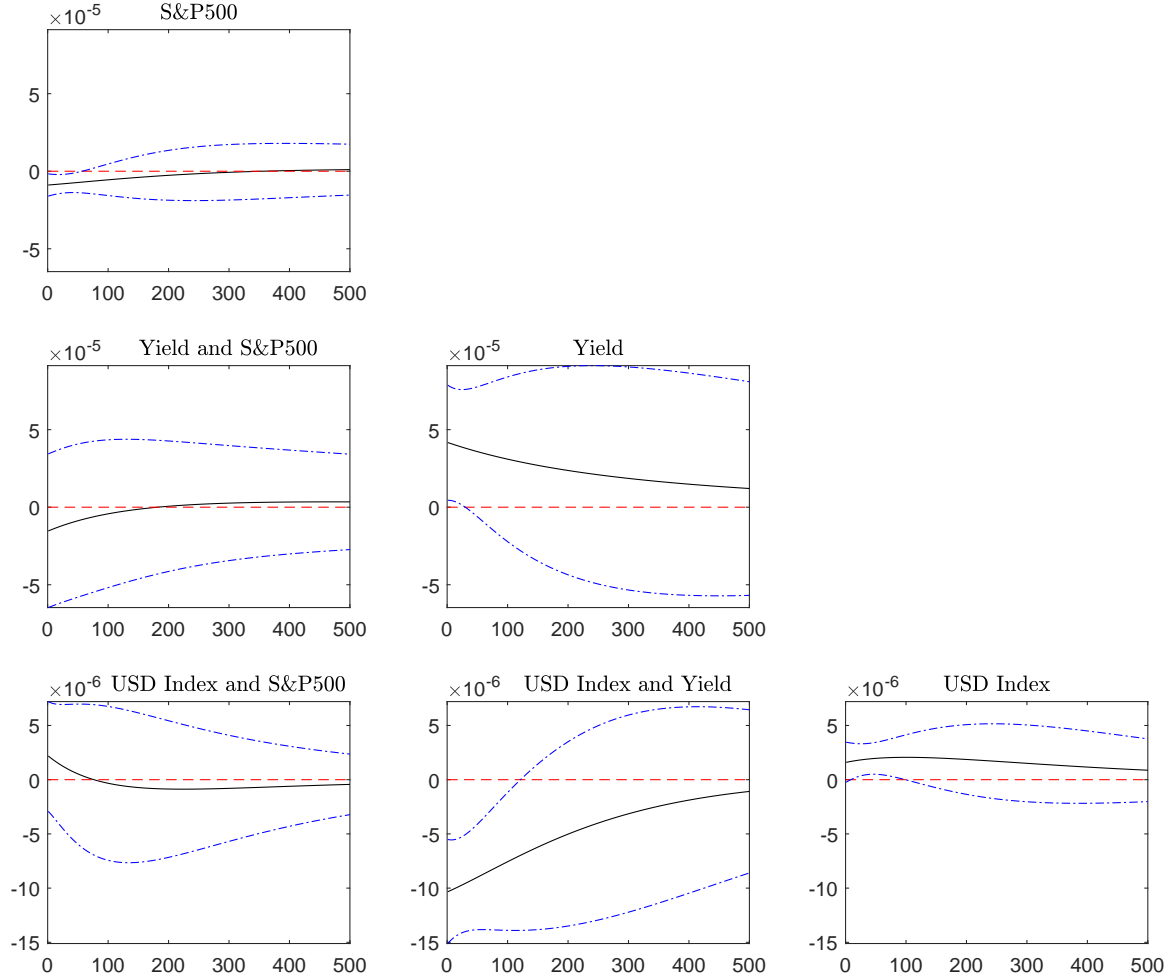 ×10-5 S&P500
5
0
-5
0 100 200 300 400 500
×10-5 Yield and S&P500 ×10-5 Yield
5 5
0 0
-5 -5
0 100 200 300 400 500 0 100 200 300 400 500
×10-6 USD Index and S&P500 ×10-6 USD Index and Yield ×10-6 USD Index
5 5 5
0 0 0
-5 -5 -5
-10 -10 -10
-15 -15 -15
0 100 200 300 400 500 0 100 200 300 400 500 0 100 200 300 400 500